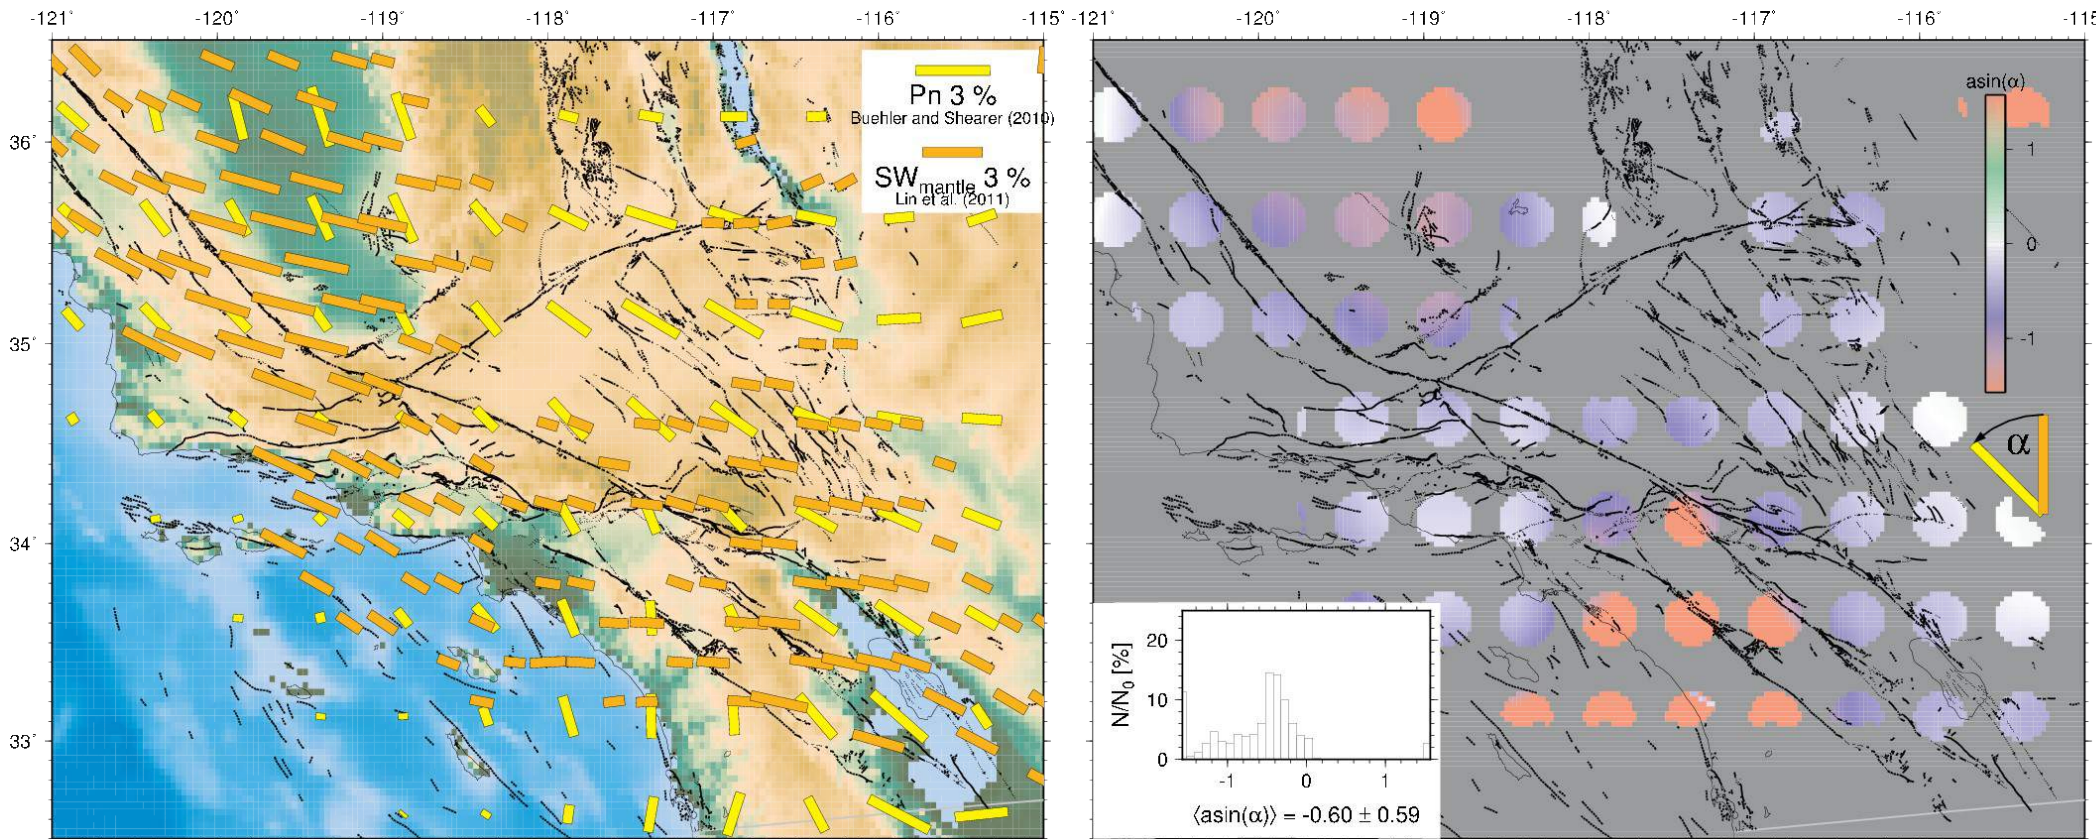 -121˚ -120˚ -119˚ -118˚ -117˚ -116˚ -115˚
36˚
35˚
34˚
33˚
Pn 3 %
Buehler and Shearer (2010)
SWmantle 3 %
Lin et al. (2011)
-121˚ -120˚ -119˚ -118˚ -117˚ -116˚ -115
asin(α)
1
0
-1
α
N/N0 [%]
20
10
0
-1 0 1
⟨asin(α)⟩ = -0.60 ± 0.59